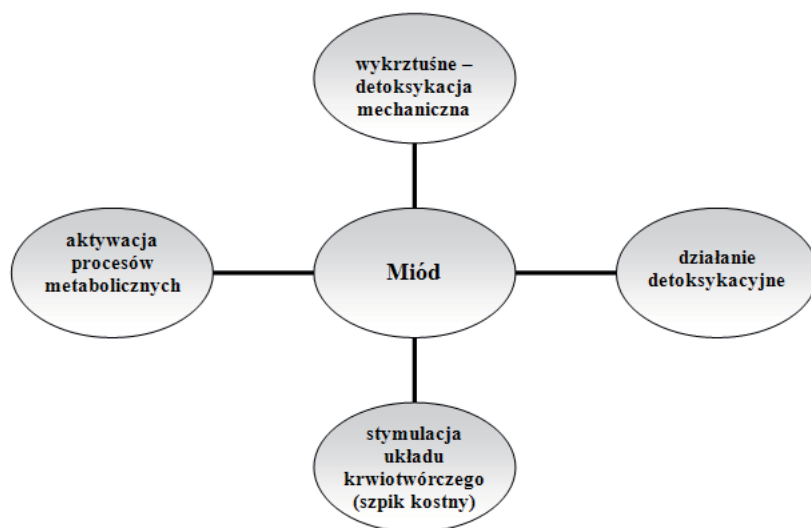 wykrztuśne –
detoksykacja
mechaniczna
aktywacja
procesów
metabolicznych
Miód
działanie
detoksykacyjne
stymulacja
układu
krwiotwórczego
(szpik kostny)